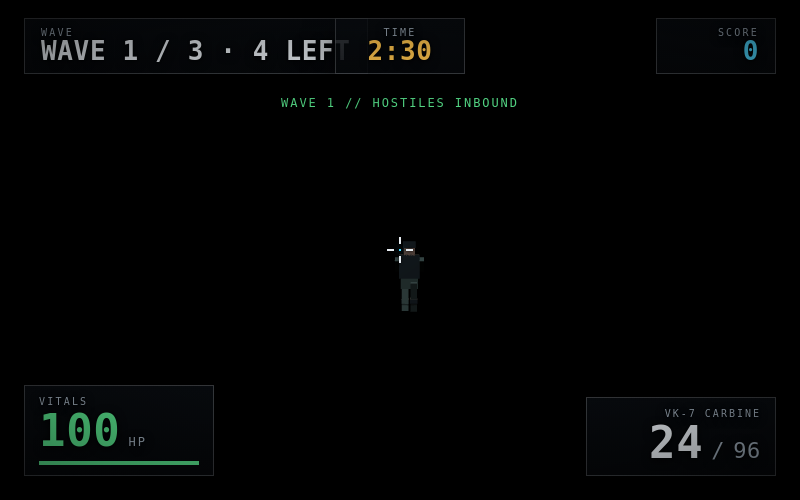 WAVE
WAVE 1 / 3 · 4 LEFT
TIME
2:30
SCORE
0
WAVE 1 // HOSTILES INBOUND
VITALS
100 HP
VK-7 CARBINE
24 / 96